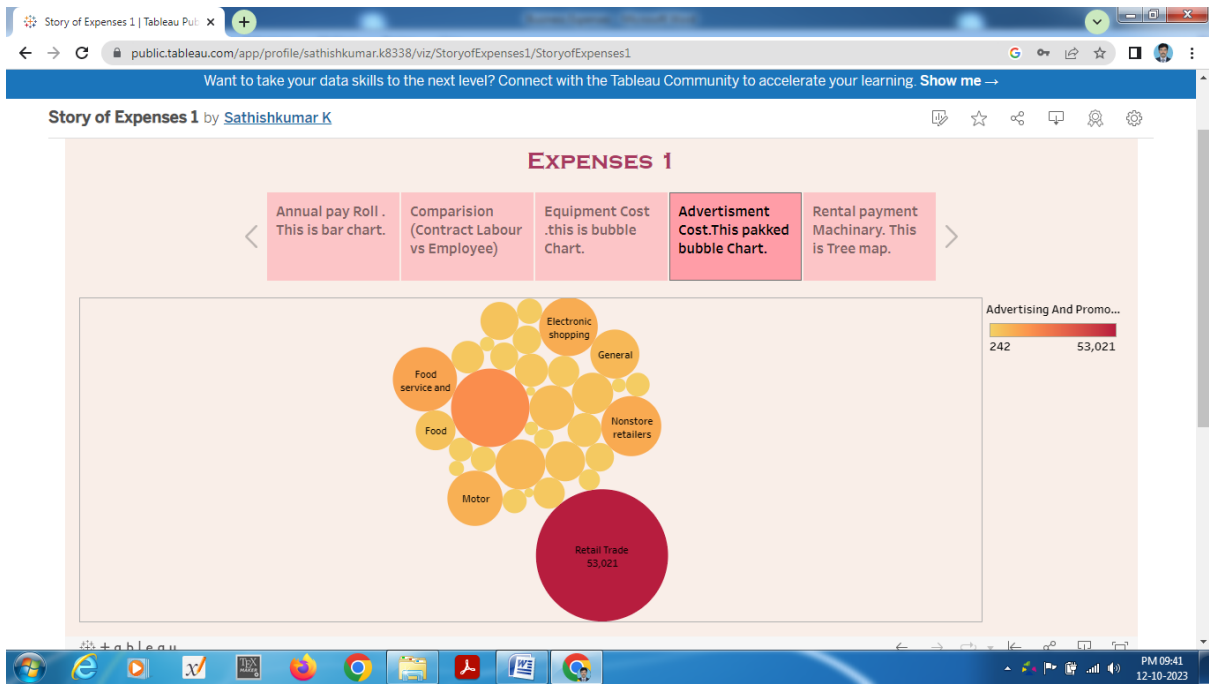 Story of Expenses 1 | Tableau Pub
public.tableau.com/app/profile/sathishkumar.k8338/viz/StoryofExpenses1/StoryofExpenses1
Want to take your data skills to the next level? Connect with the Tableau Community to accelerate your learning. Show me →
Story of Expenses 1 by Sathishkumar K
EXPENSES 1
Annual pay Roll .
This is bar chart.
Comparision
(Contract Labour
vs Employee)
Equipment Cost
.this is bubble
Chart.
Advertisment
Cost.This pakked
bubble Chart.
Rental payment
Machinary. This
is Tree map.
Electronic
shopping
General
Food
service and
Food
Nonstore
retailers
Motor
Retail Trade
53,021
Advertising And Promo...
242 53,021
+ableau
PM 09:41
12-10-2023